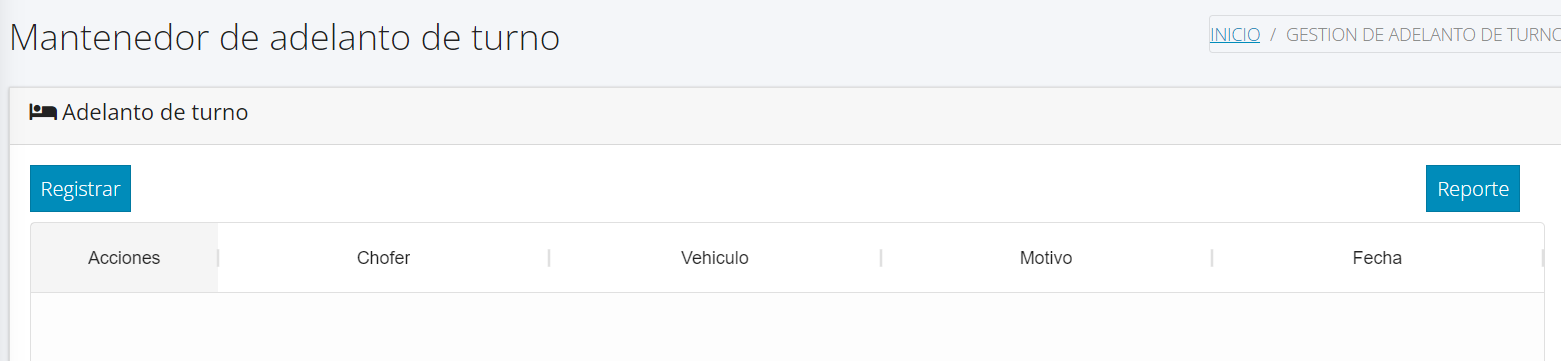 Mantenedor de adelanto de turno
INICIO / GESTION DE ADELANTO DE TURNO
Adelanto de turno
Registrar Reporte
Acciones Chofer Vehiculo Motivo Fecha